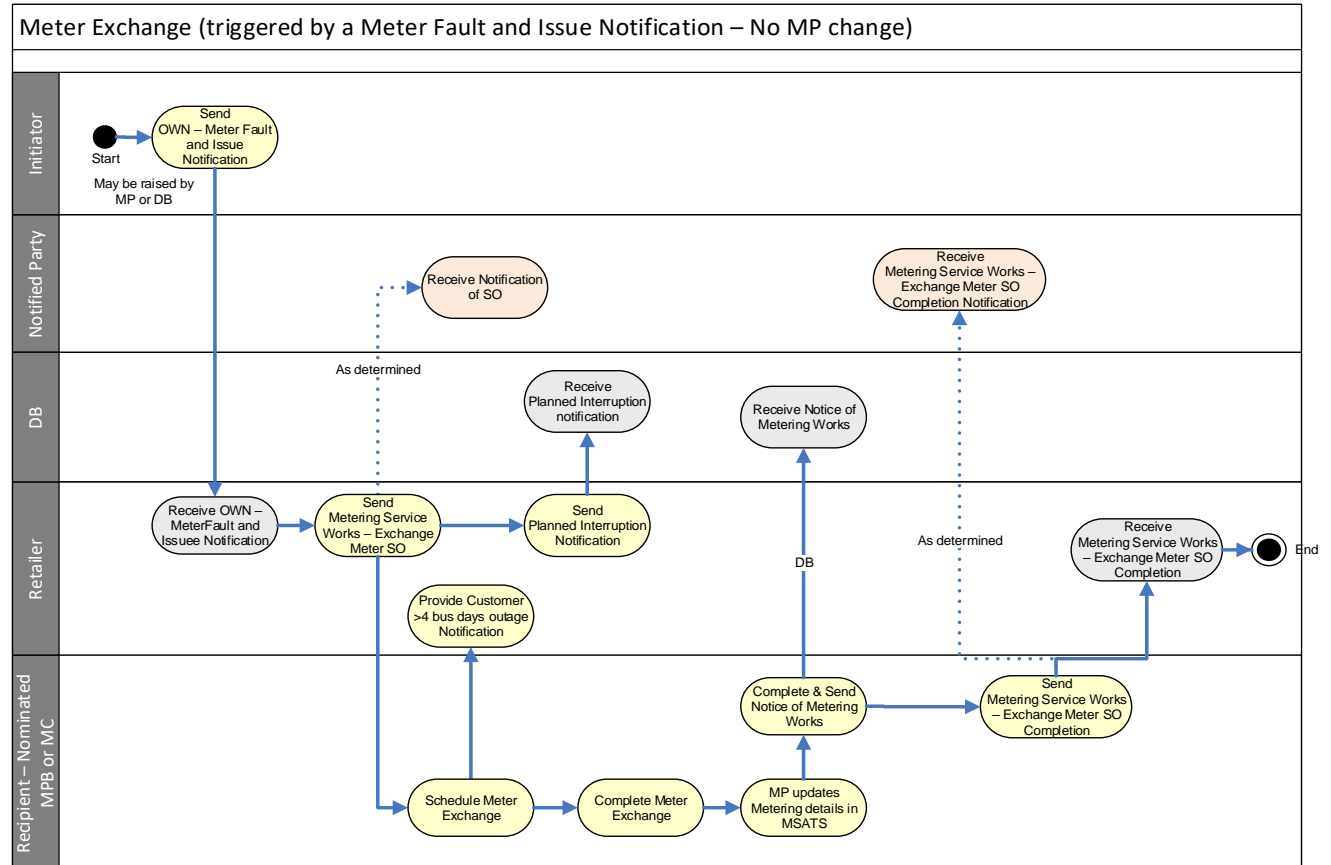 Meter Exchange (triggered by a Meter Fault and Issue Notification – No MP change)
Initiator
Start
Send
OWN – Meter Fault
and Issue
Notification
May be raised by
MP or DB
Notified Party
Receive Notification
of SO
Receive
Metering Service Works –
Exchange Meter SO
Completion Notification
DB
As determined
Receive
Planned Interruption
notification
Receive Notice of
Metering Works
Retailer
Receive OWN –
MeterFault and
Issuee Notification
Send
Metering Service
Works – Exchange
Meter SO
Send
Planned Interruption
Notification
Provide Customer
>4 bus days outage
Notification
DB
As determined
Receive
Metering Service Works
– Exchange Meter SO
Completion
End
Recipient – Nominated
MPB or MC
Complete & Send
Notice of Metering
Works
Send
Metering Service Works
– Exchange Meter SO
Completion
Schedule Meter
Exchange
Complete Meter
Exchange
MP updates
Metering details in
MSATS